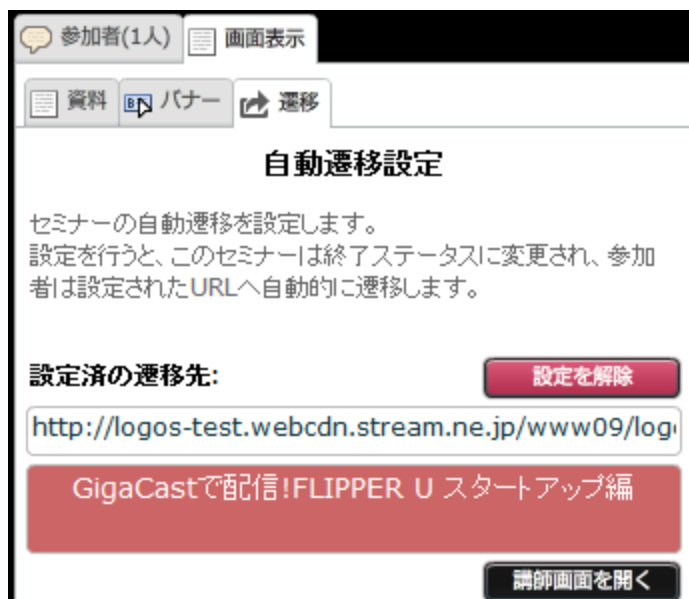 参加者(1人) 画面表示
資料 バナー 遷移
自動遷移設定
セミナーの自動遷移を設定します。
設定を行うと、このセミナーは終了ステータスに変更され、参加
者は設定されたURLへ自動的に遷移します。
設定済の遷移先: 設定を解除
http://logos-test.webcdn.stream.ne.jp/www09/log
GigaCastで配信!FLIPPER U スタートアップ編
講師画面を開く